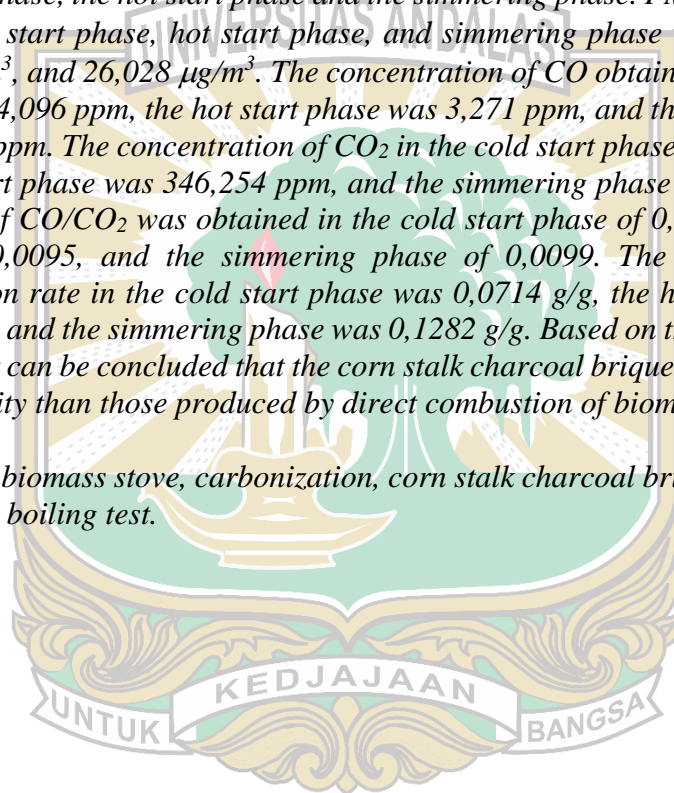 hase, the hot start phase and the simmering phase. PM
start phase, hot start phase, and simmering phase
³, and 26,028 μg/m³. The concentration of CO obtain
4,096 ppm, the hot start phase was 3,271 ppm, and th
ppm. The concentration of CO₂ in the cold start phase
rt phase was 346,254 ppm, and the simmering phase
of CO/CO₂ was obtained in the cold start phase of 0,
0,0095, and the simmering phase of 0,0099. The
on rate in the cold start phase was 0,0714 g/g, the h
and the simmering phase was 0,1282 g/g. Based on t
can be concluded that the corn stalk charcoal brique
ity than those produced by direct combustion of biom
biomass stove, carbonization, corn stalk charcoal bri
boiling test.
UNIVERSITAS ANDALAS
UNTUK KEDJAJAAN BANGSA